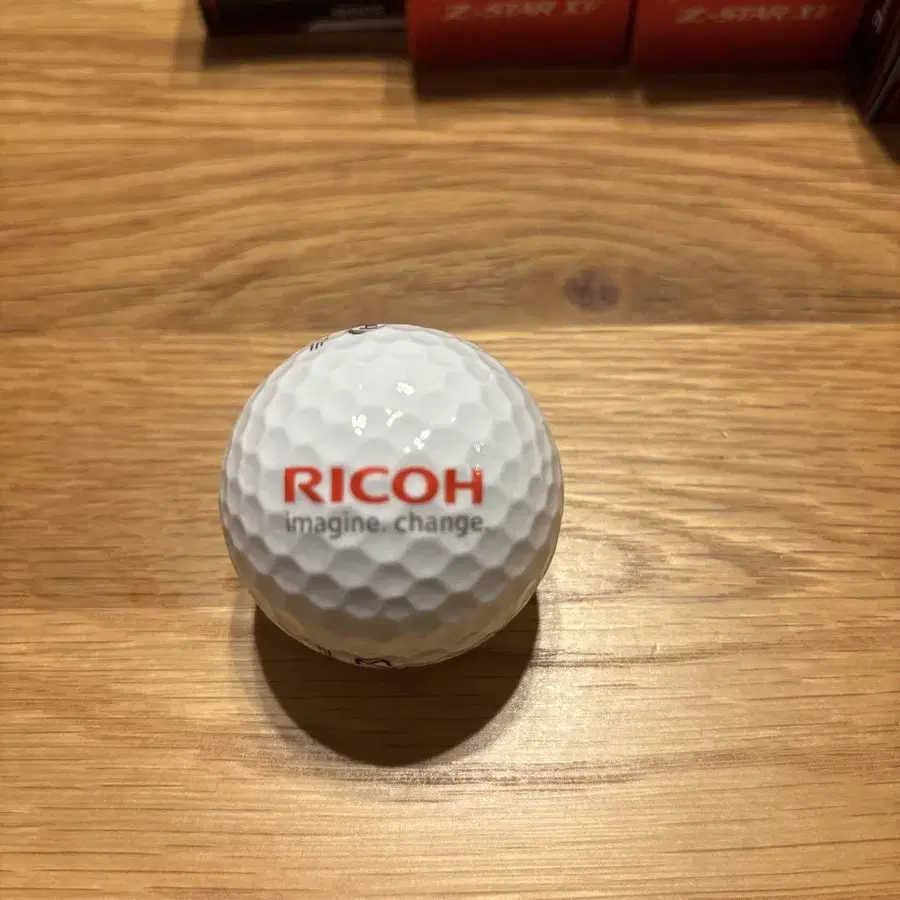 Z-STAR XV
Z-STAR XV
RICOH
imagine. change.